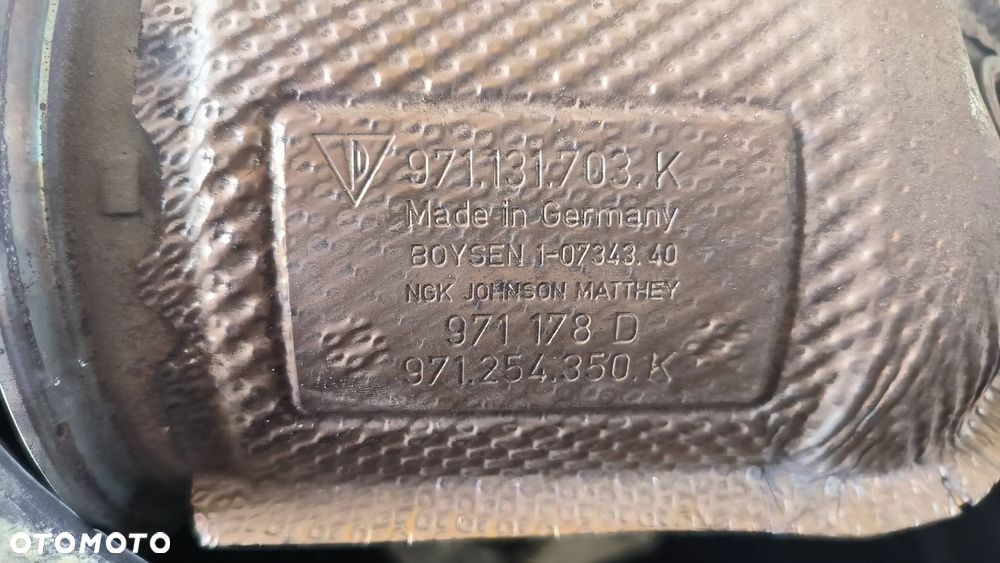 971.131.703.K
Made in Germany
BOYSEN 1-07343.40
NGK JOHNSON MATTHEY
971 178 D
971.254.350.K
OTOMOTO